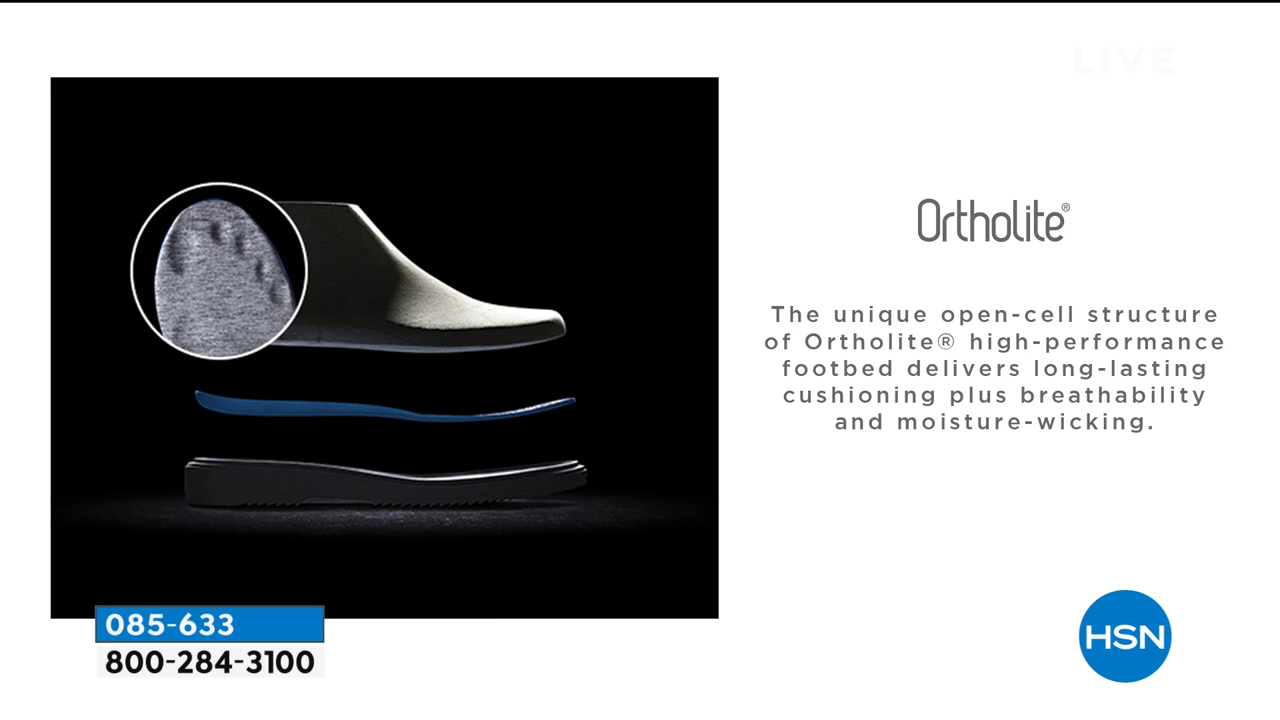 LIVE
Ortholite®
The unique open-cell structure
of Ortholite® high-performance
footbed delivers long-lasting
cushioning plus breathability
and moisture-wicking.
085-633
800-284-3100
HSN